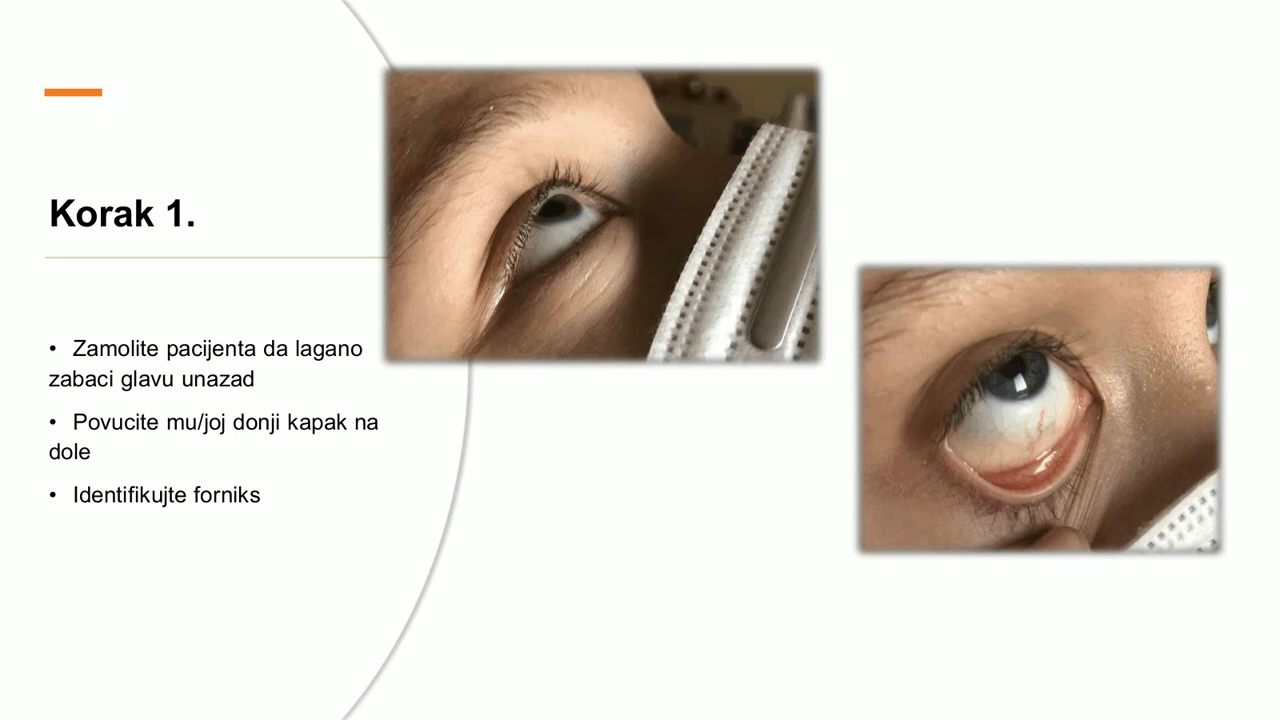 Korak 1.
• Zamolite pacijenta da lagano
zabaci glavu unazad
• Povucite mu/joj donji kapak na
dole
• Identifikujte forniks